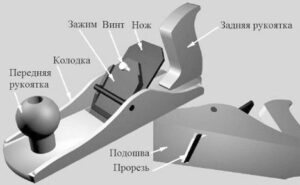 Зажим Винт Нож Задняя рукоятка
Колодка
Передняя
рукоятка
Подошва
Прорезь